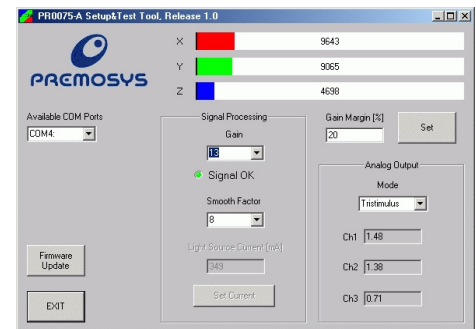 PR0075-A Setup&Test Tool, Release 1.0
PREMOSYS
X 9643
Y 9065
Z 4698
Available COM Ports
COM4:
Signal Processing
Gain
13
Signal OK
Smooth Factor
8
Light Source Current [mA]
349
Set Current
Gain Margin [%]
20
Set
Analog Output
Mode
Tristimulus
Ch1 1.48
Ch2 1.38
Ch3 0.71
Firmware
Update
EXIT